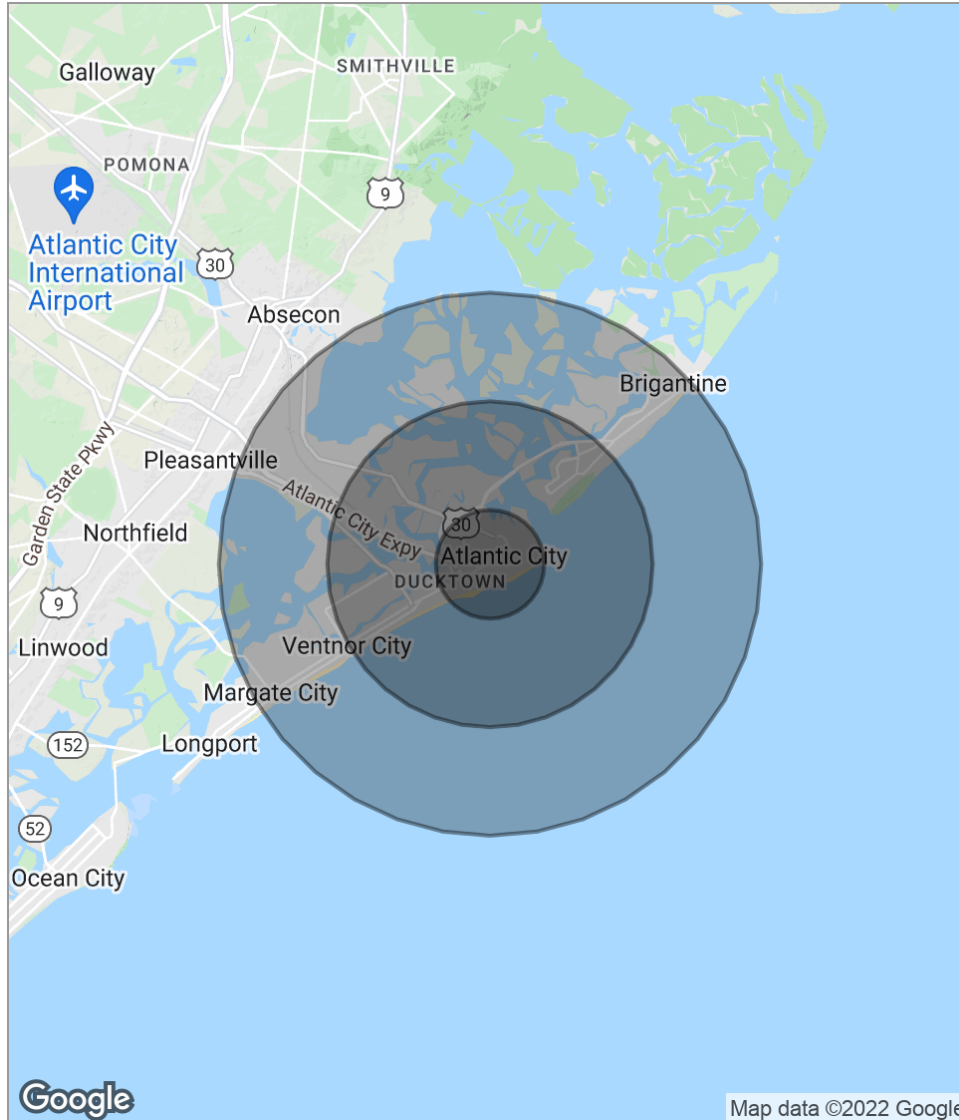 Galloway
SMITHVILLE
POMONA
9
Atlantic City
International
Airport
30
Absecon
Brigantine
Garden State Pkwy
Pleasantville
Atlantic City Expy
30
Northfield
Atlantic City
DUCKTOWN
9
Linwood
Ventnor City
Margate City
152
Longport
52
Ocean City
Google
Map data ©2022 Google